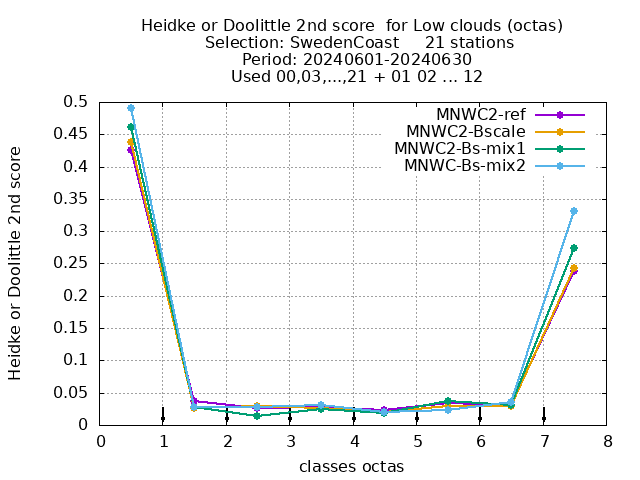 Heidke or Doolittle 2nd score  for Low clouds (octas)
Selection: SwedenCoast     21 stations
Period: 20240601-20240630
Used 00,03,...,21 + 01 02 ... 12
Heidke or Doolittle 2nd score
0.5
0.45
0.4
0.35
0.3
0.25
0.2
0.15
0.1
0.05
0
MNWC2-ref
MNWC2-Bscale
MNWC2-Bs-mix1
MNWC-Bs-mix2
0 1 2 3 4 5 6 7 8
classes octas